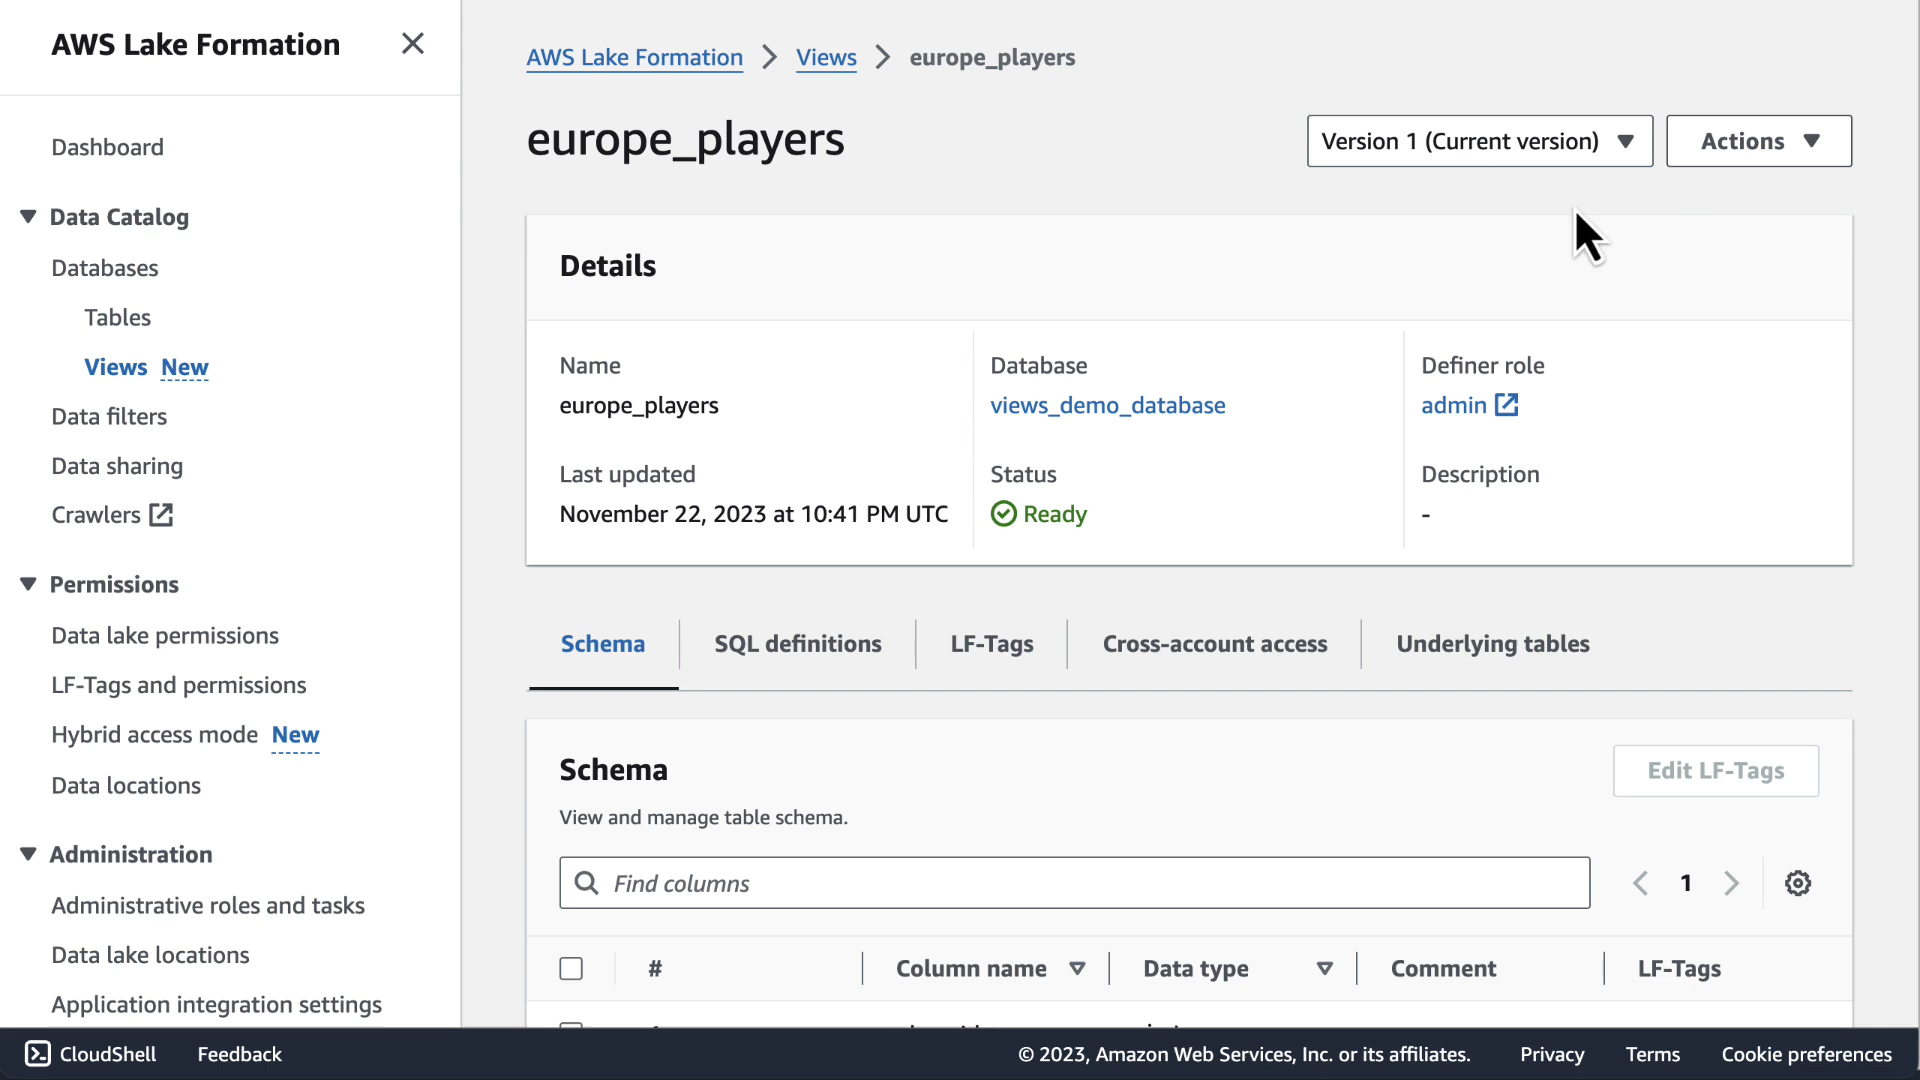 AWS Lake Formation
Dashboard
Data Catalog
Databases
Tables
Views New
Data filters
Data sharing
Crawlers
Permissions
Data lake permissions
LF-Tags and permissions
Hybrid access mode New
Data locations
Administration
Administrative roles and tasks
Data lake locations
Application integration settings
AWS Lake Formation > Views > europe_players
europe_players
Version 1 (Current version)
Actions
Details
Name
europe_players
Last updated
November 22, 2023 at 10:41 PM UTC
Database
views_demo_database
Status
Ready
Definer role
admin
Description
-
Schema
SQL definitions
LF-Tags
Cross-account access
Underlying tables
Schema
View and manage table schema.
Edit LF-Tags
Find columns
1
# Column name Data type Comment LF-Tags
CloudShell
Feedback
© 2023, Amazon Web Services, Inc. or its affiliates.
Privacy
Terms
Cookie preferences